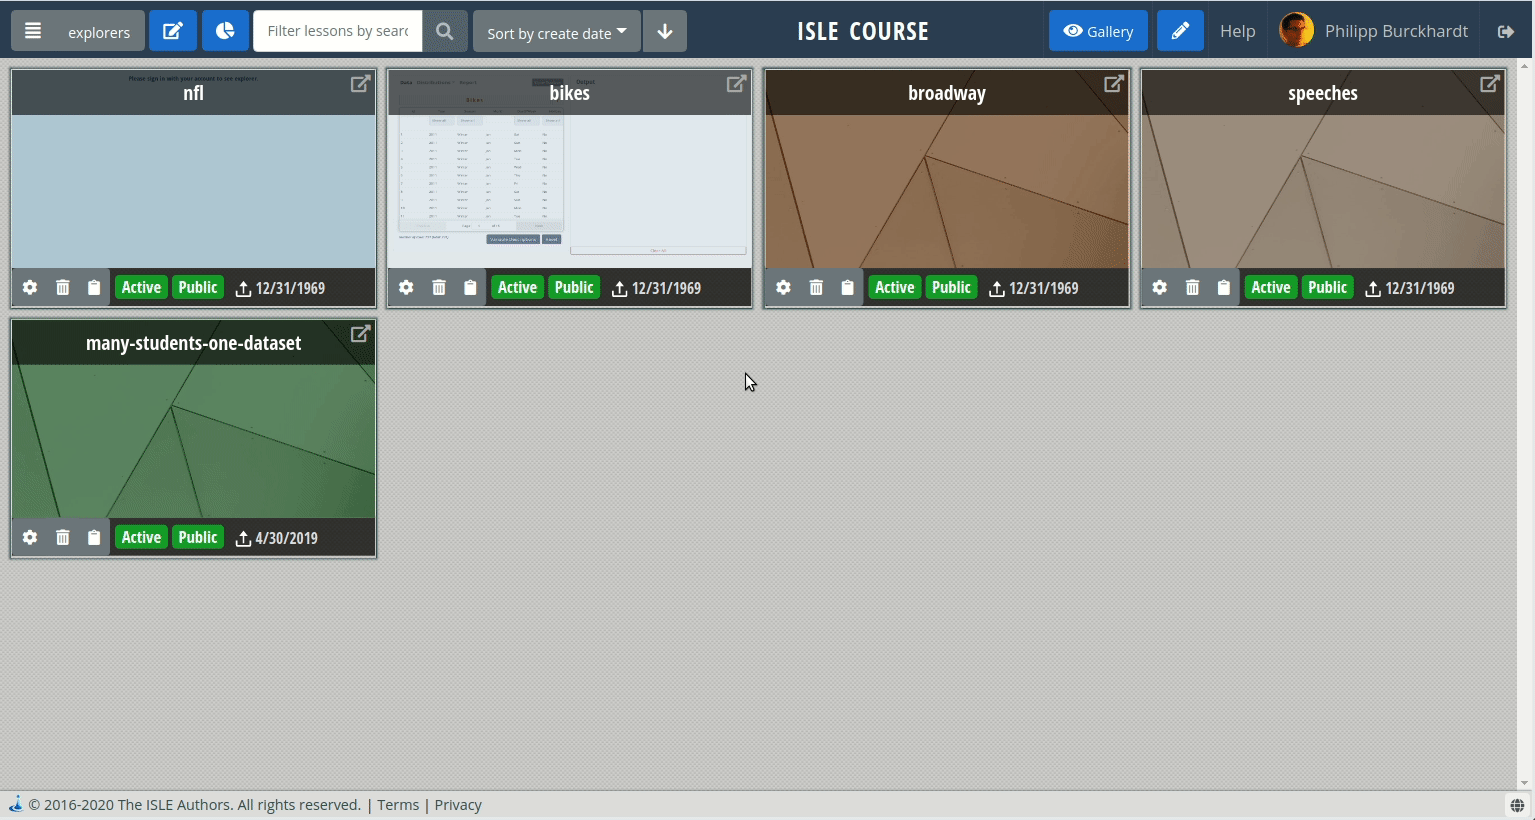 explorers
Filter lessons by searc
Sort by create date
ISLE COURSE
Gallery
Help
Philipp Burckhardt
Please sign in with your account to see explorer.
nfl
Active Public 12/31/1969
bikes
Active Public 12/31/1969
broadway
Active Public 12/31/1969
speeches
Active Public 12/31/1969
many-students-one-dataset
Active Public 4/30/2019
© 2016-2020 The ISLE Authors. All rights reserved. | Terms | Privacy